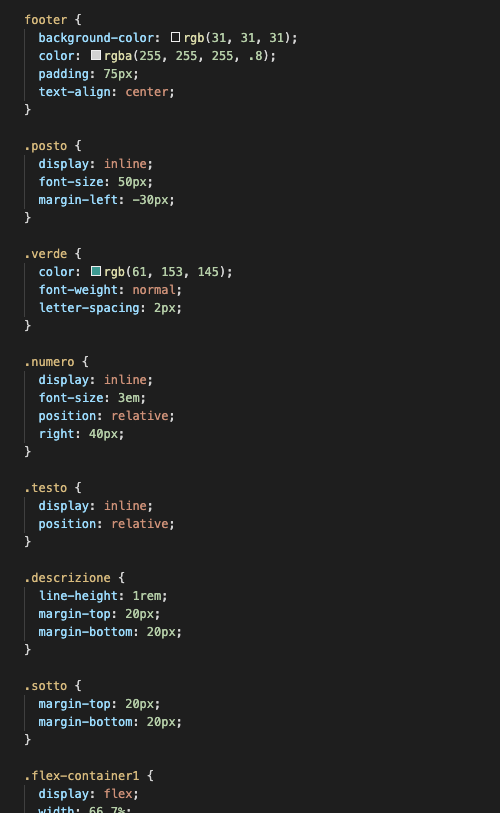 footer {
background-color: rgb(31, 31, 31);
color: rgba(255, 255, 255, .8);
padding: 75px;
text-align: center;
}
.posto {
display: inline;
font-size: 50px;
margin-left: -30px;
}
.verde {
color: rgb(61, 153, 145);
font-weight: normal;
letter-spacing: 2px;
}
.numero {
display: inline;
font-size: 3em;
position: relative;
right: 40px;
}
.testo {
display: inline;
position: relative;
}
.descrizione {
line-height: 1rem;
margin-top: 20px;
margin-bottom: 20px;
}
.sotto {
margin-top: 20px;
margin-bottom: 20px;
}
.flex-container1 {
display: flex;
width: 66.7%;